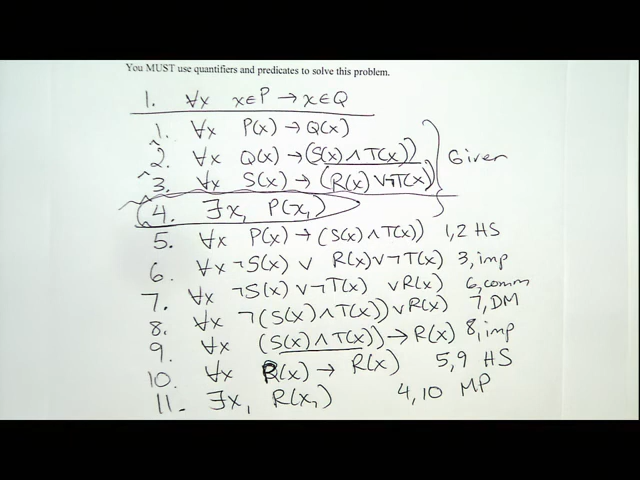 You MUST use quantifiers and predicates to solve this problem.
1. ∀x x∈P → x∈Q
1. ∀x P(x) → Q(x)
2. ∀x Q(x) → (S(x) ∧ T(x))
3. ∀x S(x) → (R(x) ∨ ¬T(x)) Given
4. ∃x₁ P(x₁)
5. ∀x P(x) → (S(x) ∧ T(x)) 1,2 HS
6. ∀x ¬S(x) ∨ R(x) ∨ ¬T(x) 3, imp
7. ∀x ¬S(x) ∨ ¬T(x) ∨ R(x) 6, comm
8. ∀x ¬(S(x) ∧ T(x)) ∨ R(x) 7, DM
9. ∀x (S(x) ∧ T(x)) → R(x) 8, imp
10. ∀x P(x) → R(x) 5,9 HS
11. ∃x₁ R(x₁) 4,10 MP